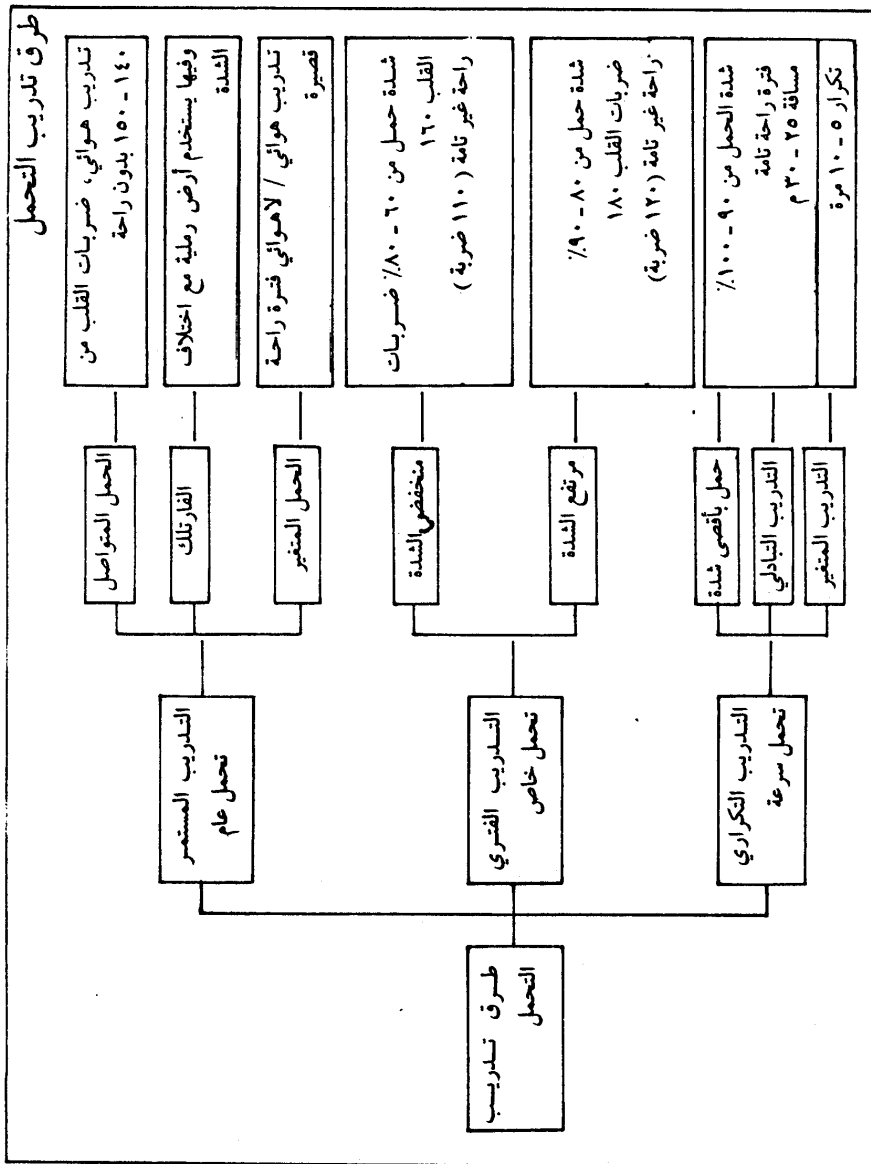 طرق تدريب التحمل
طرق تدريب
التحمل
التدريب المستمر
تحمل عام
الحمل المتواصل
تدريب هوائي، ضربات القلب من
١٤٠ - ١٥٠ بدون راحة
الفارتلك
وفيها يستخدم أرض رملية مع اختلاف
الشدة
الحمل المتغير
تدريب هوائي / لاهوائي فترة راحة
قصيرة
التدريب الفتري
تحمل خاص
منخفض الشدة
شدة حمل من ٦٠ - ٨٠٪ ضربات
القلب ١٦٠
راحة غير تامة (١١٠ ضربة)
مرتفع الشدة
شدة حمل من ٨٠ - ٩٠٪
ضربات القلب ١٨٠
راحة غير تامة (١٢٠ ضربة)
التدريب التكراري
تحمل سرعة
حمل بأقصى شدة
التدريب التبادلي
التدريب المتغير
شدة الحمل من ٩٠ - ١٠٠٪
فترة راحة تامة
مسافة ٢٥ - ٣٠ م
تكرار ٥ - ١٠ مرة